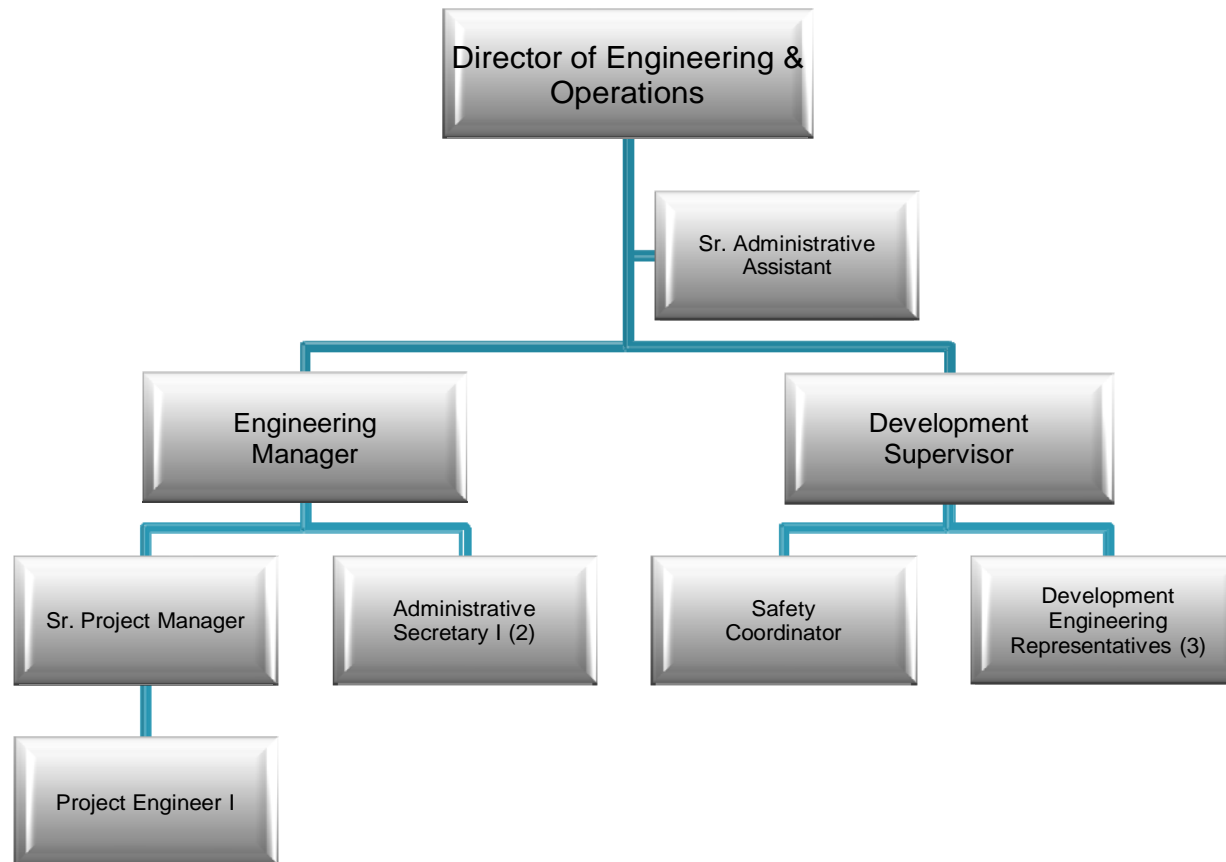 Director of Engineering &
Operations
Sr. Administrative
Assistant
Engineering
Manager
Development
Supervisor
Sr. Project Manager
Administrative
Secretary I (2)
Safety
Coordinator
Development
Engineering
Representatives (3)
Project Engineer I